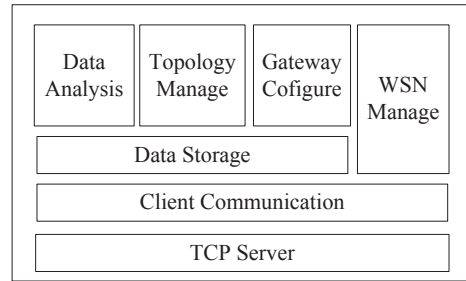 Data
Analysis
Topology
Manage
Gateway
Cofigure
WSN
Manage
Data Storage
Client Communication
TCP Server